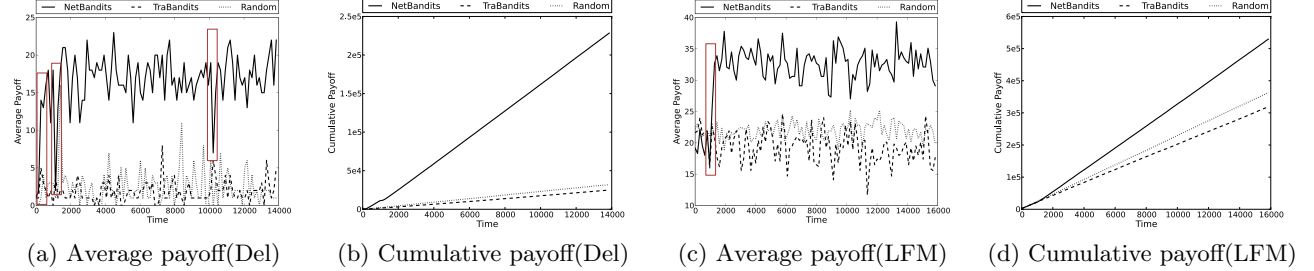 NetBandits TraBandits Random
25
20
15
10
5
0
Average Payoff
0 2000 4000 6000 8000 10000 12000 14000
Time
(a) Average payoff(Del)
NetBandits TraBandits Random
2.5e5
2e5
1.5e5
1e5
5e4
0
Cumulative Payoff
0 2000 4000 6000 8000 10000 12000 14000
Time
(b) Cumulative payoff(Del)
NetBandits TraBandits Random
40
35
30
25
20
15
10
Average Payoff
0 2000 4000 6000 8000 10000 12000 14000 16000
Time
(c) Average payoff(LFM)
NetBandits TraBandits Random
6e5
5e5
4e5
3e5
2e5
1e5
0
Cumulative Payoff
0 2000 4000 6000 8000 10000 12000 14000 16000
Time
(d) Cumulative payoff(LFM)